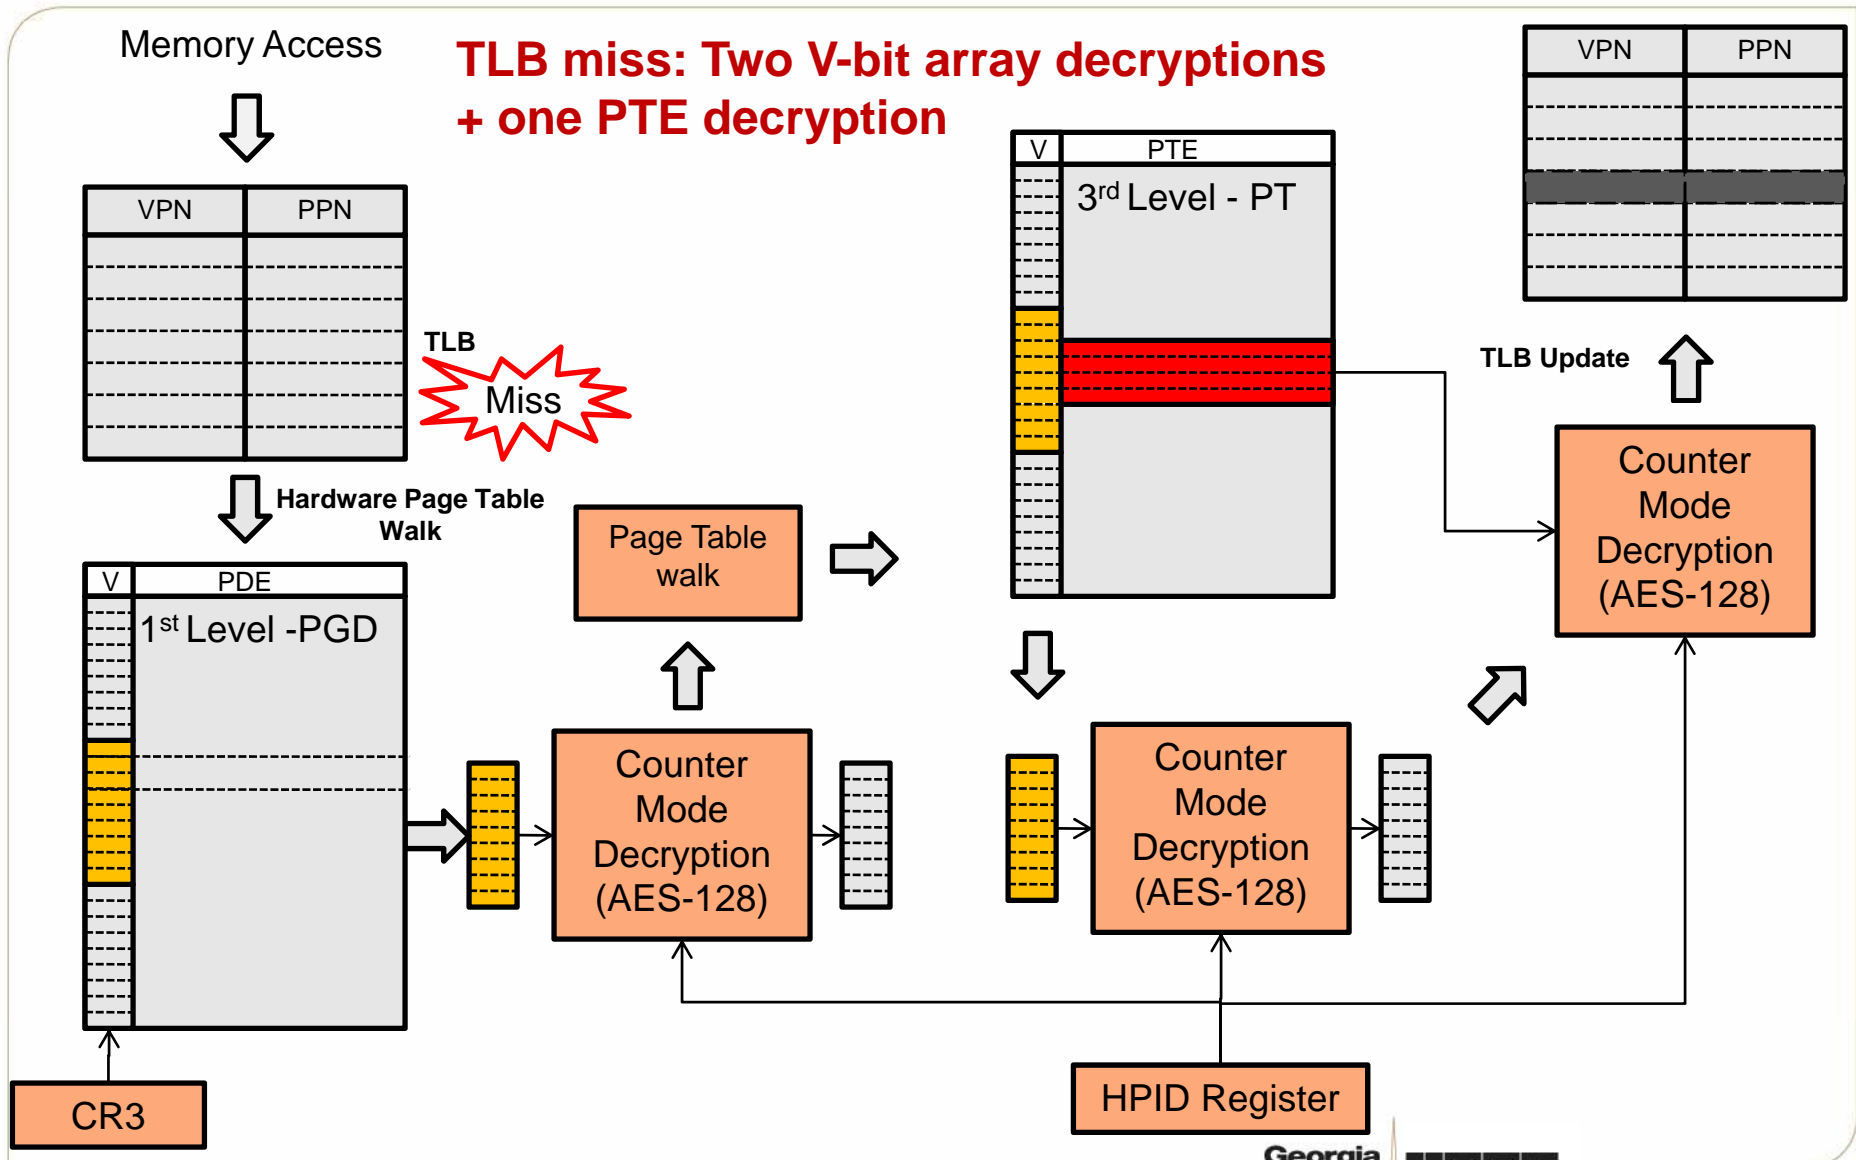 Memory Access
TLB miss: Two V-bit array decryptions
+ one PTE decryption
VPN PPN
VPN PPN
TLB
Miss
Hardware Page Table
Walk
V PDE
1st Level -PGD
CR3
Counter
Mode
Decryption
(AES-128)
Page Table
walk
V PTE
3rd Level - PT
Counter
Mode
Decryption
(AES-128)
HPID Register
Counter
Mode
Decryption
(AES-128)
TLB Update
Georgia